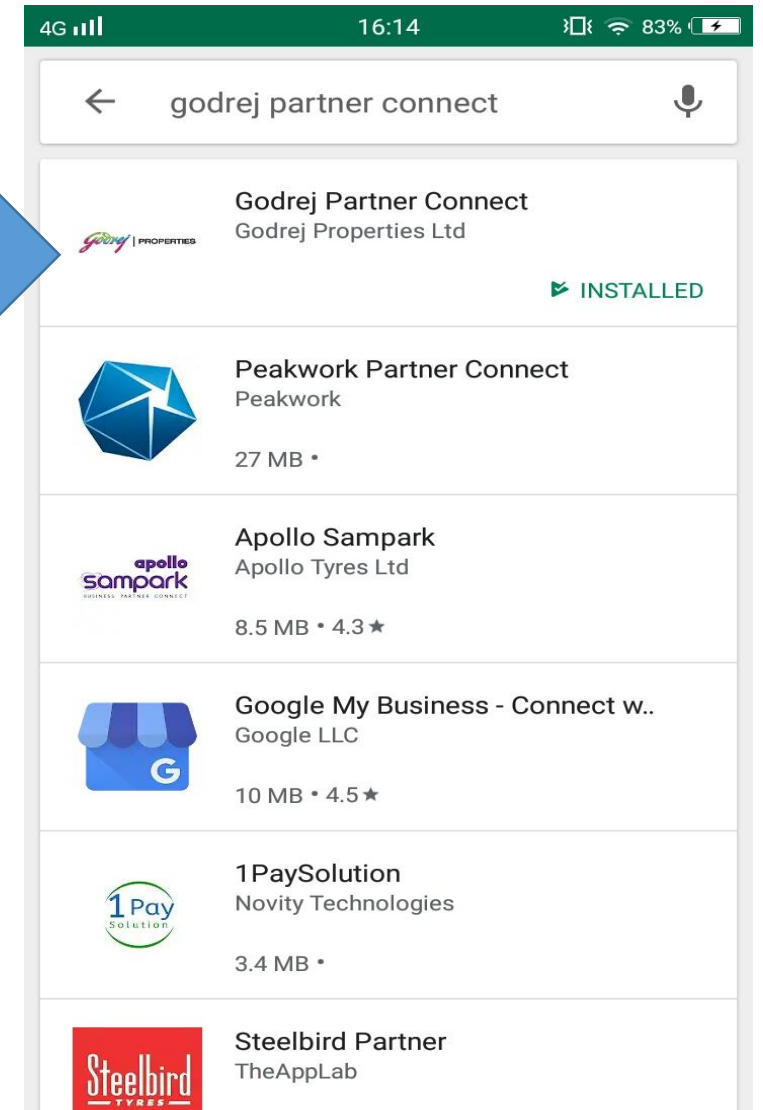 4G 16:14 83%
godrej partner connect
Godrej Partner Connect
Godrej | PROPERTIES
Godrej Properties Ltd
INSTALLED
Peakwork Partner Connect
Peakwork
27 MB •
Apollo Sampark
apollo
sampark
BUSINESS PARTNER CONNECT
Apollo Tyres Ltd
8.5 MB • 4.3 ★
Google My Business - Connect w..
Google LLC
G
10 MB • 4.5 ★
1PaySolution
1 Pay
Solution
Novity Technologies
3.4 MB •
Steelbird Partner
Steelbird
TYRES
TheAppLab